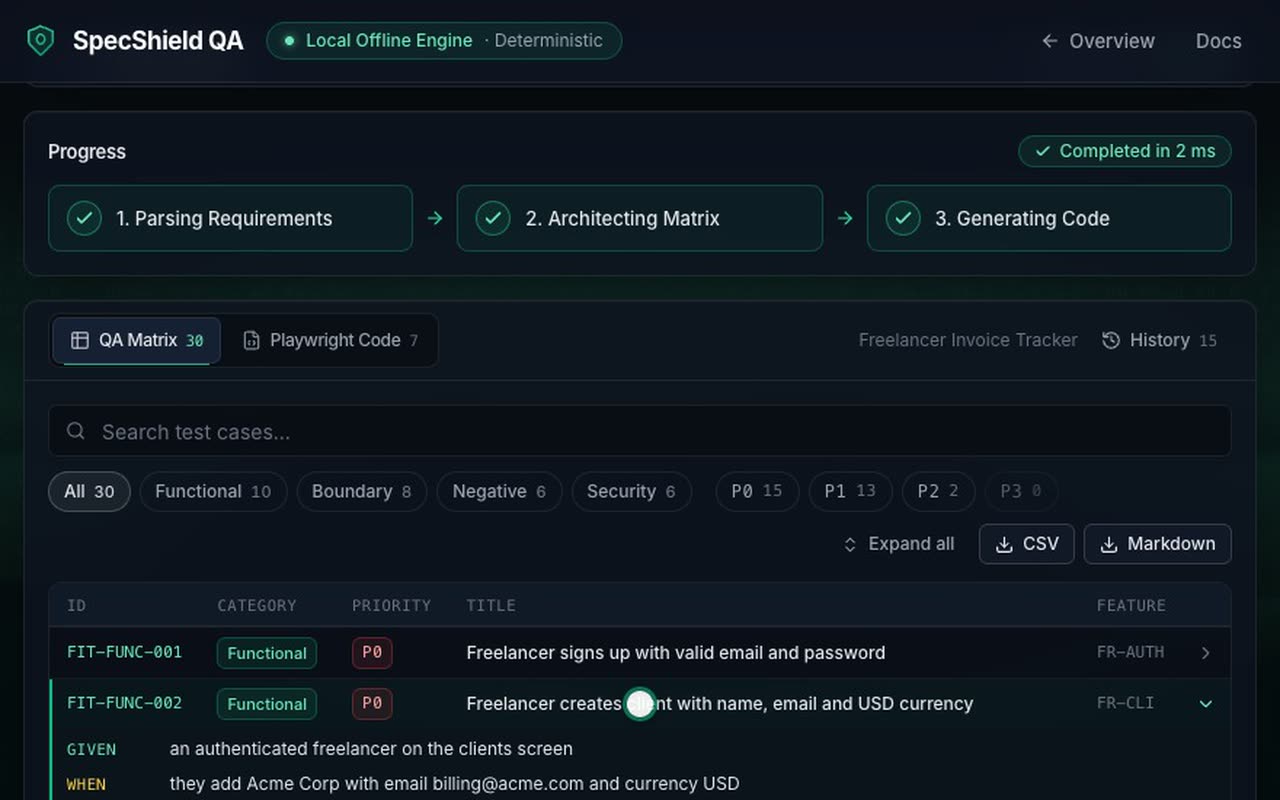 SpecShield QA
Local Offline Engine · Deterministic
← Overview
Docs
Progress
Completed in 2 ms
1. Parsing Requirements
→
2. Architecting Matrix
→
3. Generating Code
QA Matrix 30
Playwright Code 7
Freelancer Invoice Tracker
History 15
Search test cases...
All 30
Functional 10
Boundary 8
Negative 6
Security 6
P0 15
P1 13
P2 2
P3 0
Expand all
CSV
Markdown
ID CATEGORY PRIORITY TITLE FEATURE
FIT-FUNC-001 Functional P0 Freelancer signs up with valid email and password FR-AUTH
FIT-FUNC-002 Functional P0 Freelancer creates client with name, email and USD currency FR-CLI
GIVEN an authenticated freelancer on the clients screen
WHEN they add Acme Corp with email billing@acme.com and currency USD